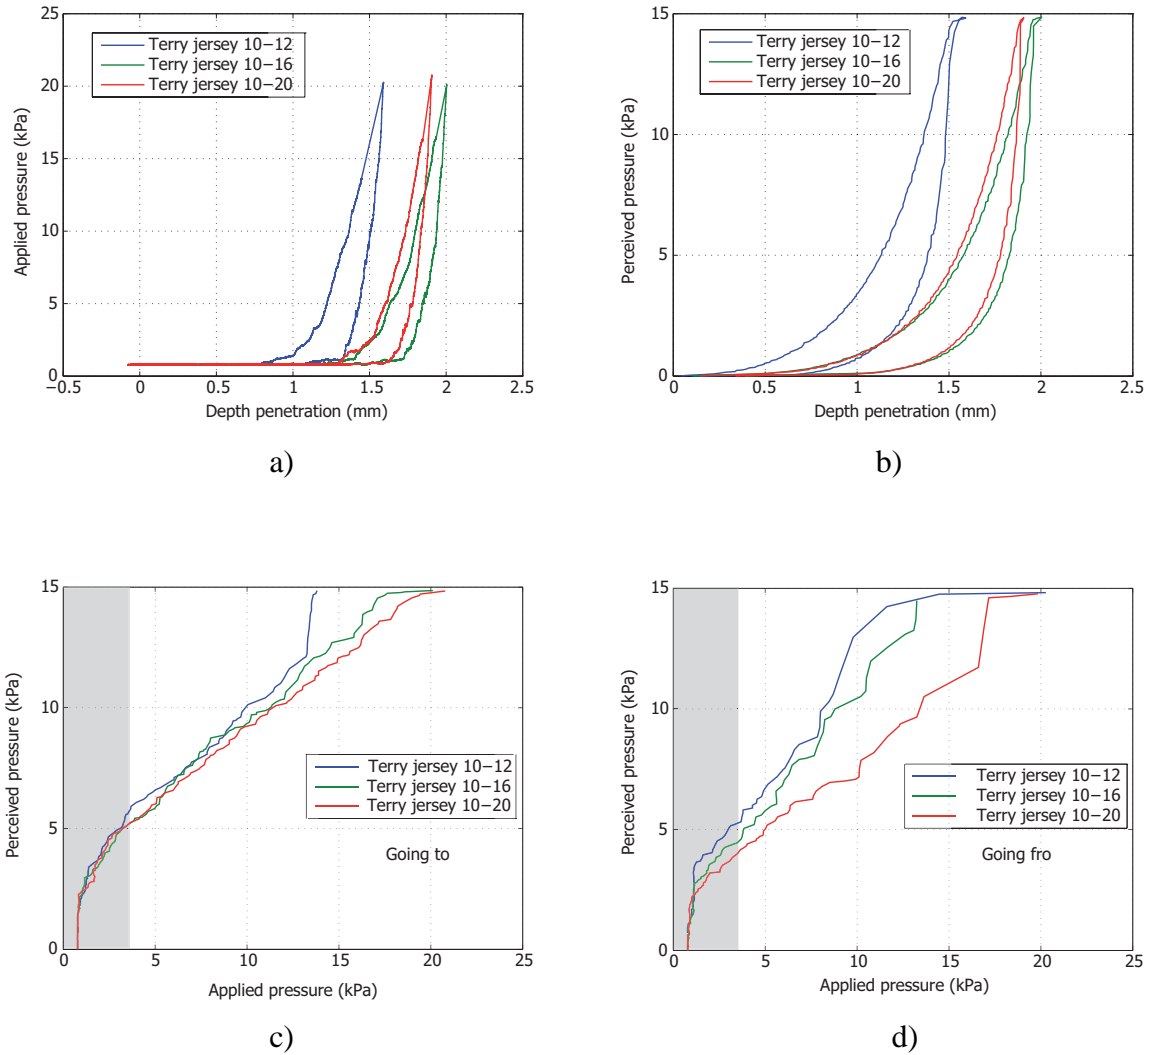 25
20
15
10
5
0
Applied pressure (kPa)
Terry jersey 10−12
Terry jersey 10−16
Terry jersey 10−20
−0.5
0
0.5
1
1.5
2
2.5
Depth penetration (mm)
a)
15
10
5
0
Perceived pressure (kPa)
Terry jersey 10−12
Terry jersey 10−16
Terry jersey 10−20
0
0.5
1
1.5
2
2.5
Depth penetration (mm)
b)
15
10
5
0
Perceived pressure (kPa)
Terry jersey 10−12
Terry jersey 10−16
Terry jersey 10−20
Going to
0
5
10
15
20
25
Applied pressure (kPa)
c)
15
10
5
0
Perceived pressure (kPa)
Terry jersey 10−12
Terry jersey 10−16
Terry jersey 10−20
Going fro
0
5
10
15
20
25
Applied pressure (kPa)
d)